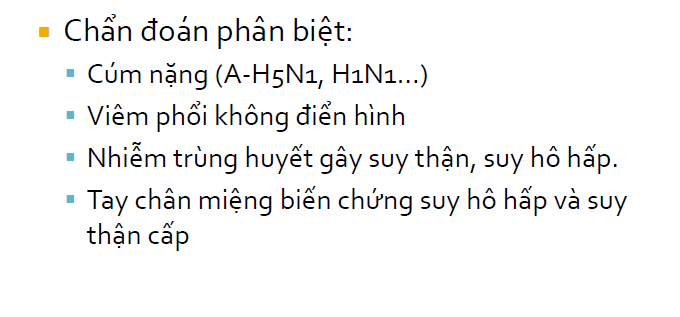 Chẩn đoán phân biệt:
Cúm nặng (A-H5N1, H1N1...)
Viêm phổi không điển hình
Nhiễm trùng huyết gây suy thận, suy hô hấp.
Tay chân miệng biến chứng suy hô hấp và suy
thận cấp